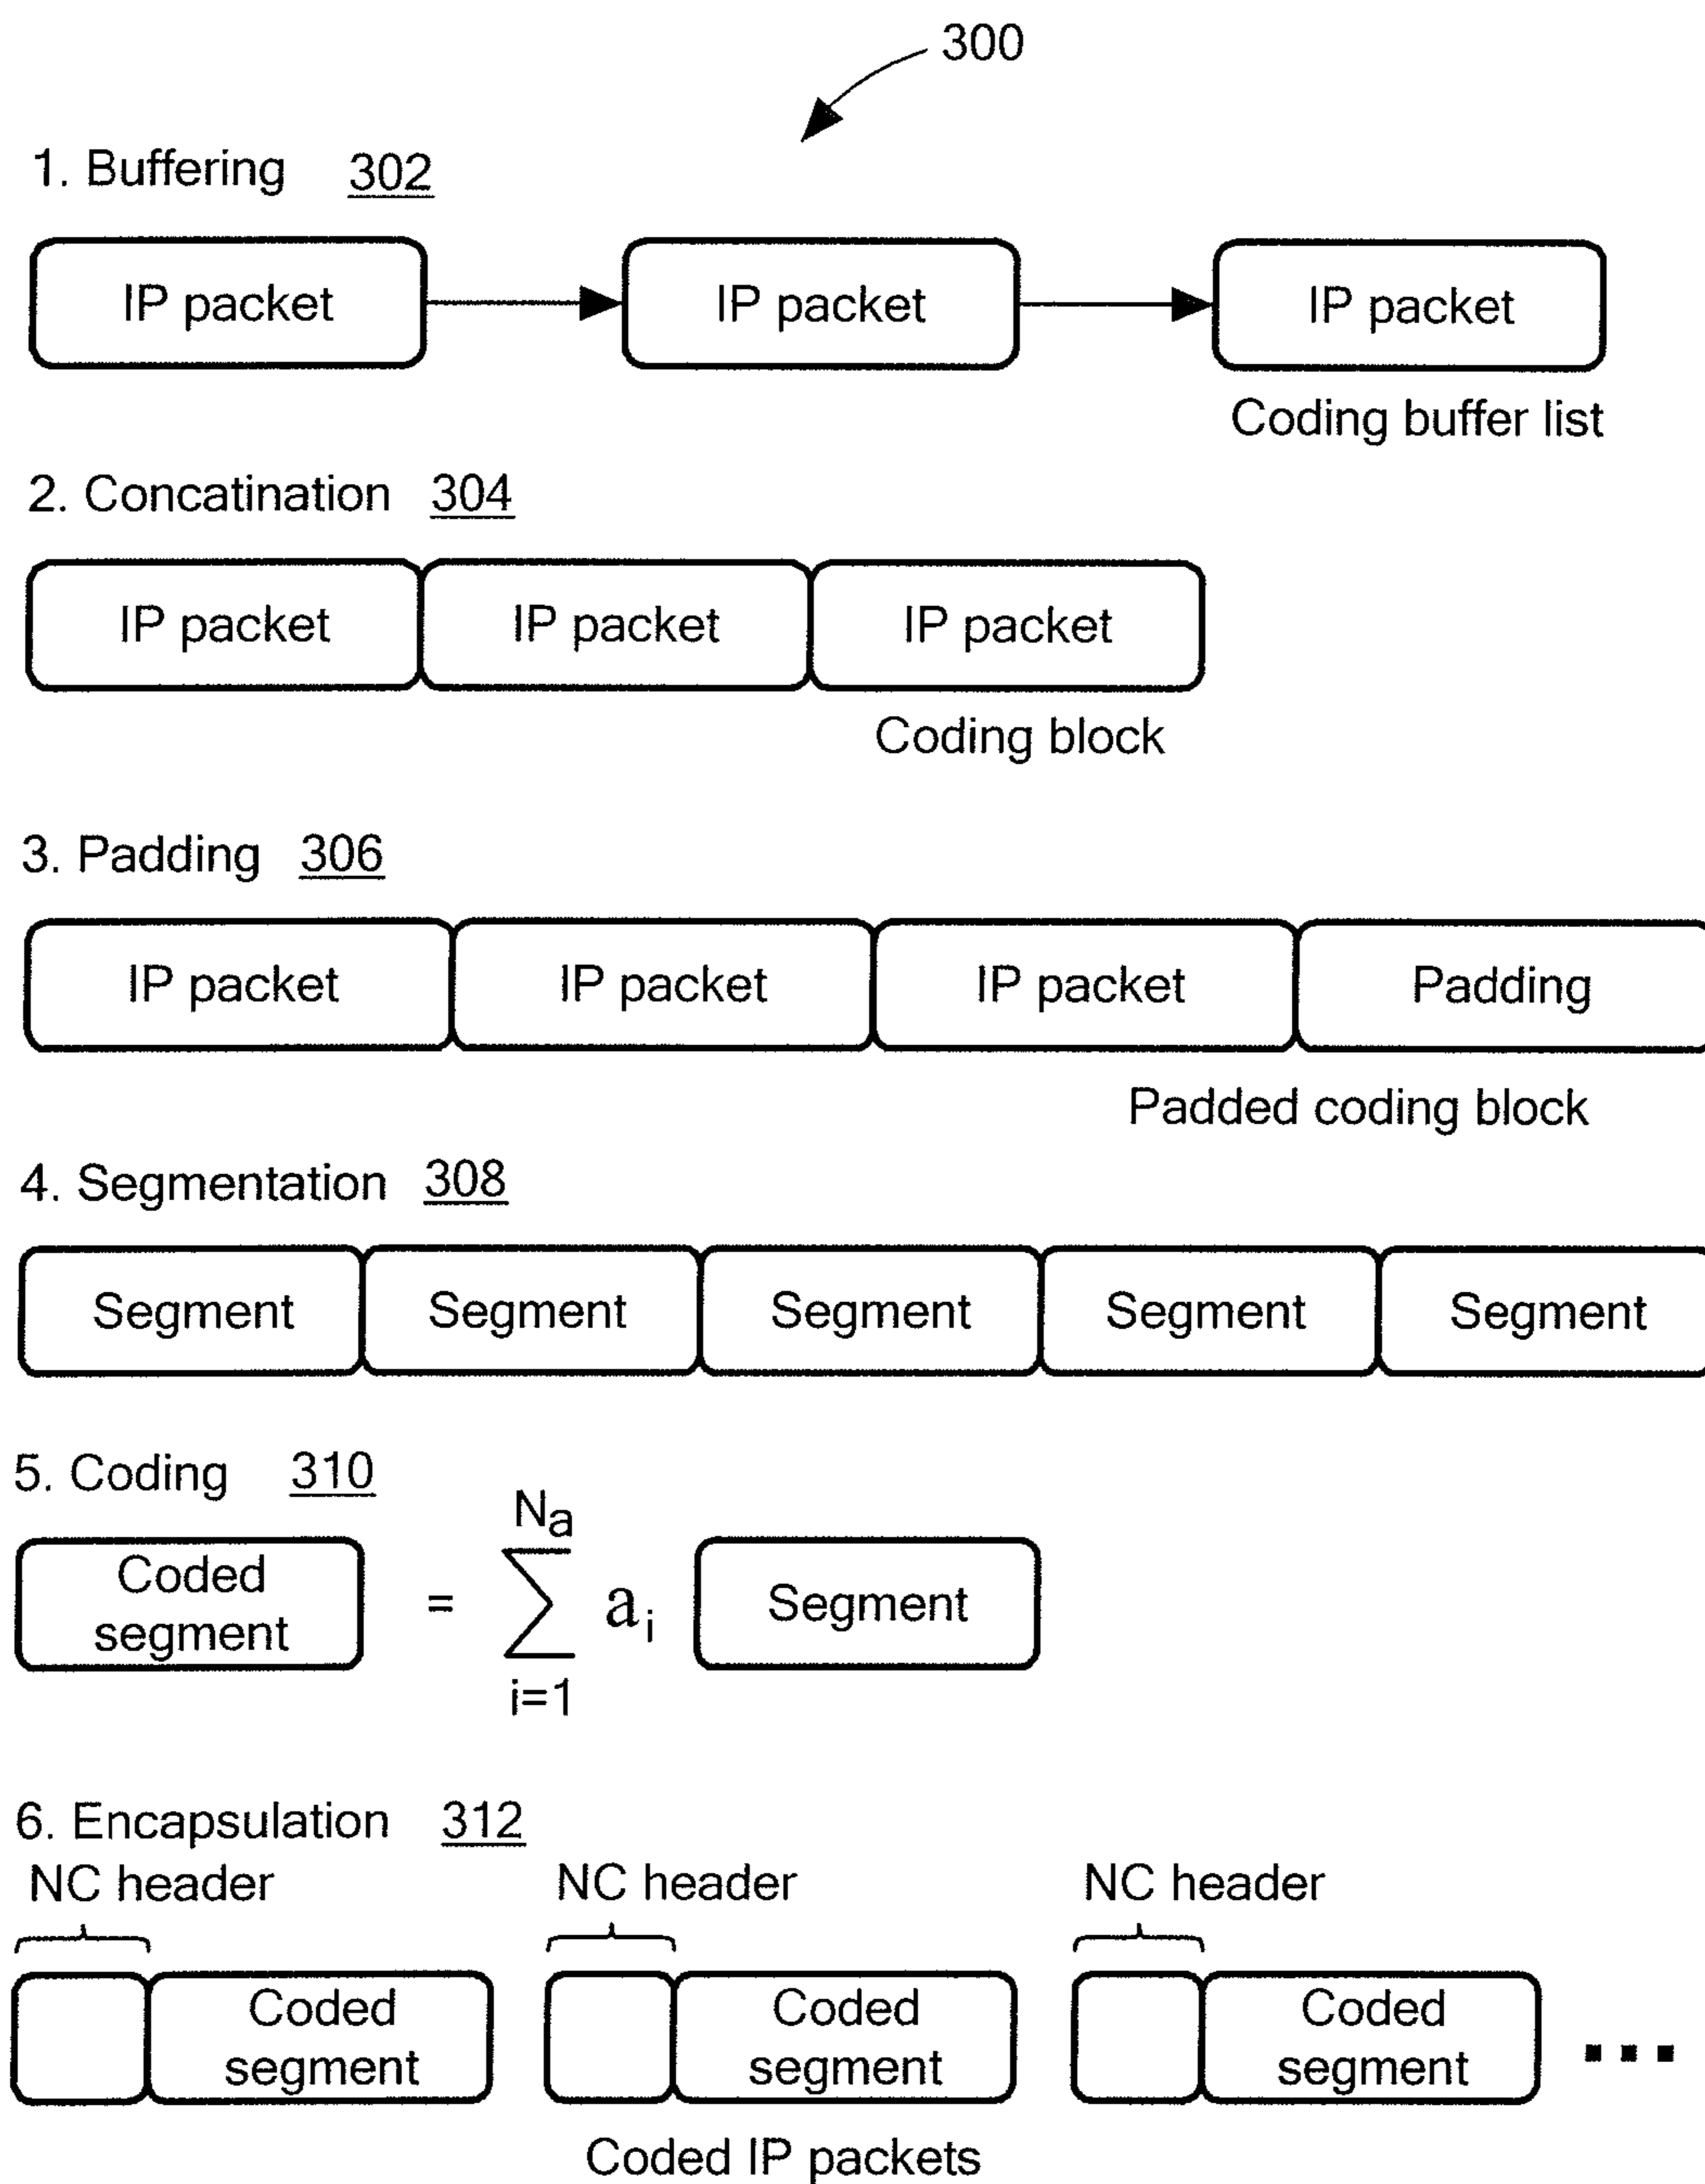 300
1. Buffering 302
IP packet IP packet IP packet
Coding buffer list
2. Concatination 304
IP packet IP packet IP packet
Coding block
3. Padding 306
IP packet IP packet IP packet Padding
Padded coding block
4. Segmentation 308
Segment Segment Segment Segment Segment
5. Coding 310
Coded segment = ∑ i=1 Na a i Segment
6. Encapsulation 312
NC header NC header NC header
Coded Coded Coded
segment segment segment ...
Coded IP packets